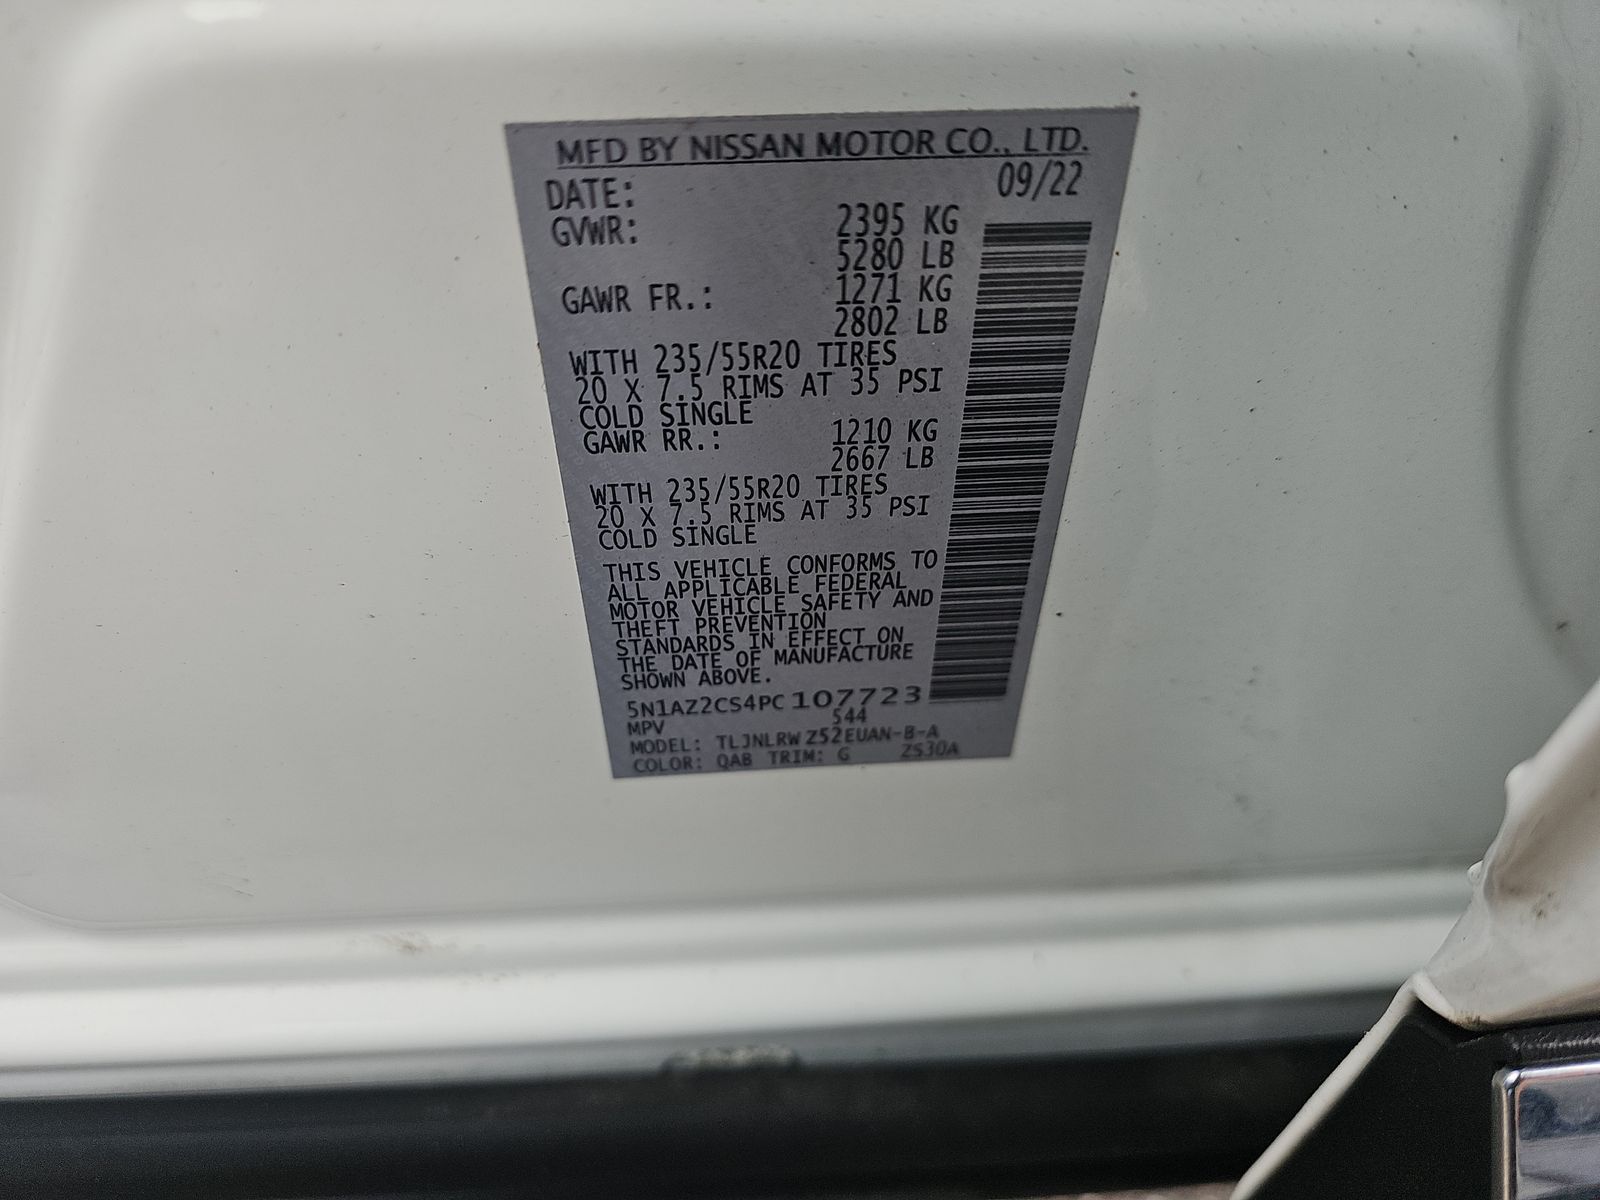 MFD BY NISSAN MOTOR CO., LTD.
DATE: 09/22
GVWR: 2395 KG
5280 LB
GAWR FR.: 1271 KG
2802 LB
WITH 235/55R20 TIRES
20 X 7.5 RIMS AT 35 PSI
COLD SINGLE
GAWR RR.: 1210 KG
2667 LB
WITH 235/55R20 TIRES
20 X 7.5 RIMS AT 35 PSI
COLD SINGLE
THIS VEHICLE CONFORMS TO
ALL APPLICABLE FEDERAL
MOTOR VEHICLE SAFETY AND
THEFT PREVENTION
STANDARDS IN EFFECT ON
THE DATE OF MANUFACTURE
SHOWN ABOVE.
5N1AZ2CS4PC107723
MPV 544
MODEL: TLJNLRWZ52EUAN-B-A
COLOR: QAB TRIM: G ZS30A